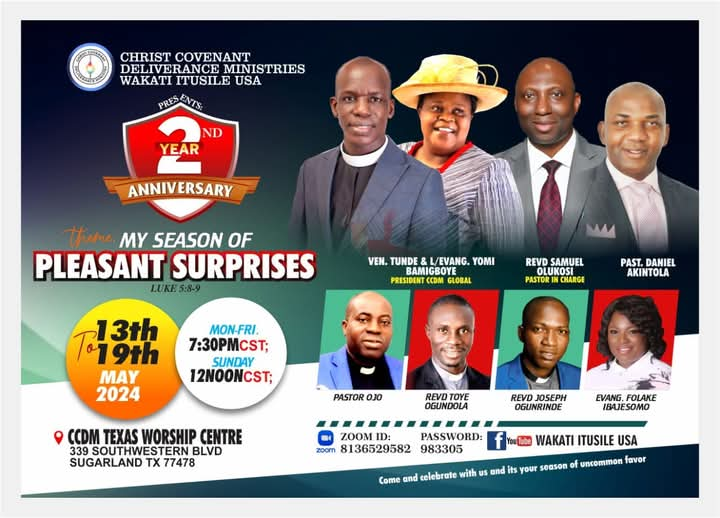 CHRIST COVENANT
DELIVERANCE MINISTRIES
WAKATI ITUSILE USA
PRESENTS:
2ND
YEAR
ANNIVERSARY
theme: MY SEASON OF
PLEASANT SURPRISES
LUKE 5:8-9
13th
To
19th
MAY
2024
MON-FRI.
7:30PMCST;
SUNDAY
12NOONCST;
CCDM TEXAS WORSHIP CENTRE
339 SOUTHWESTERN BLVD
SUGARLAND TX 77478
VEN. TUNDE & L/EVANG. YOMI
BAMIGBOYE
PRESIDENT CCDM GLOBAL
REVD SAMUEL
OLUKOSI
PASTOR IN CHARGE
PAST. DANIEL
AKINTOLA
PASTOR OJO
REVD TOYE
OGUNDOLA
REVD JOSEPH
OGUNRINDE
EVANG. FOLAKE
IBAJESOMO
zoom
ZOOM ID:
8136529582
PASSWORD:
983305
f YouTube WAKATI ITUSILE USA
Come and celebrate with us and its your season of uncommon favor